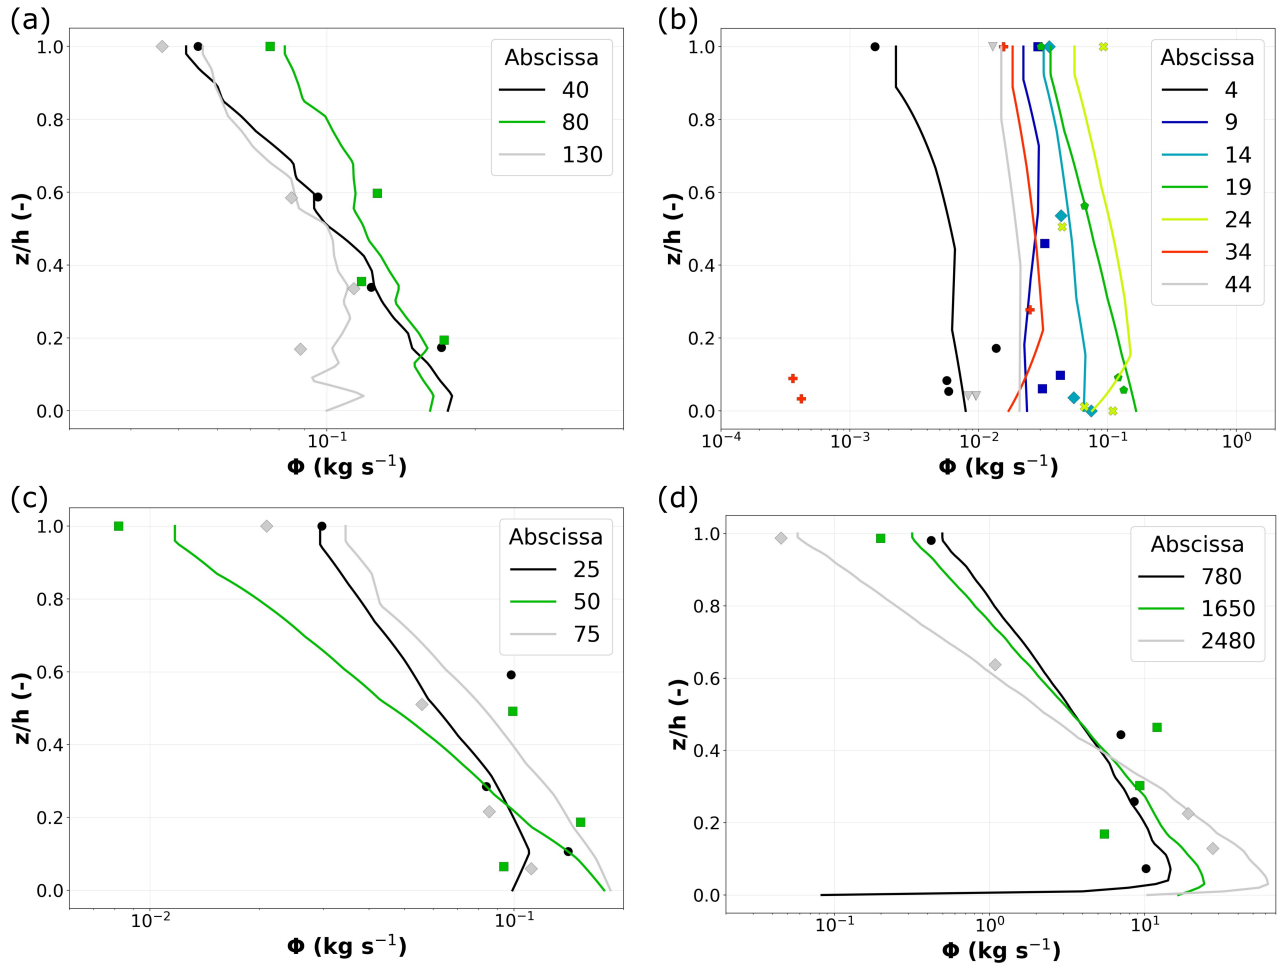 (a)
1.0
0.8
0.6
0.4
0.2
0.0
z/h (-)
10⁻¹
Φ (kg s⁻¹)
Abscissa
40
80
130
(b)
1.0
0.8
0.6
0.4
0.2
0.0
z/h (-)
10⁻⁴ 10⁻³ 10⁻² 10⁻¹ 10⁰
Φ (kg s⁻¹)
Abscissa
4
9
14
19
24
34
44
(c)
1.0
0.8
0.6
0.4
0.2
0.0
z/h (-)
10⁻² 10⁻¹
Φ (kg s⁻¹)
Abscissa
25
50
75
(d)
1.0
0.8
0.6
0.4
0.2
0.0
z/h (-)
10⁻¹ 10⁰ 10¹
Φ (kg s⁻¹)
Abscissa
780
1650
2480